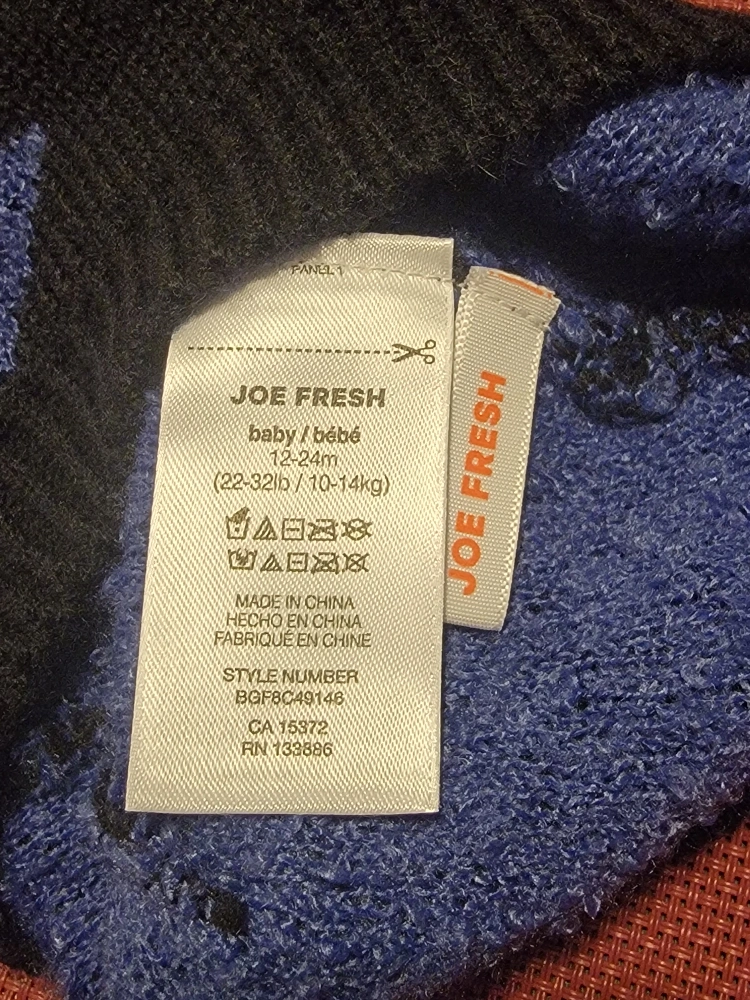 PANEL 1
JOE FRESH
baby / bébé
12-24m
(22-32lb / 10-14kg)
MADE IN CHINA
HECHO EN CHINA
FABRIQUÉ EN CHINE
STYLE NUMBER
BGF8C49146
CA 15372
RN 133886
JOE FRESH